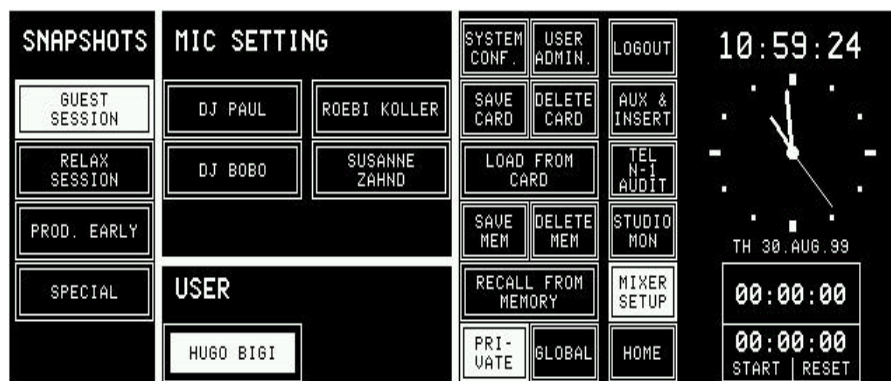 SNAPSHOTS
GUEST
SESSION
RELAX
SESSION
PROD. EARLY
SPECIAL
MIC SETTING
DJ PAUL
ROEBI KOLLER
DJ BOBO
SUSANNE
ZAHND
USER
HUGO BIGI
SYSTEM
CONF.
USER
ADMIN.
LOGOUT
SAVE
CARD
DELETE
CARD
AUX &
INSERT
LOAD FROM
CARD
TEL
N-1
AUDIT
SAVE
MEM
DELETE
MEM
STUDIO
MON
RECALL FROM
MEMORY
MIXER
SETUP
PRI-
VATE
GLOBAL
HOME
10:59:24
TH 30.AUG.99
00:00:00
00:00:00
START
RESET